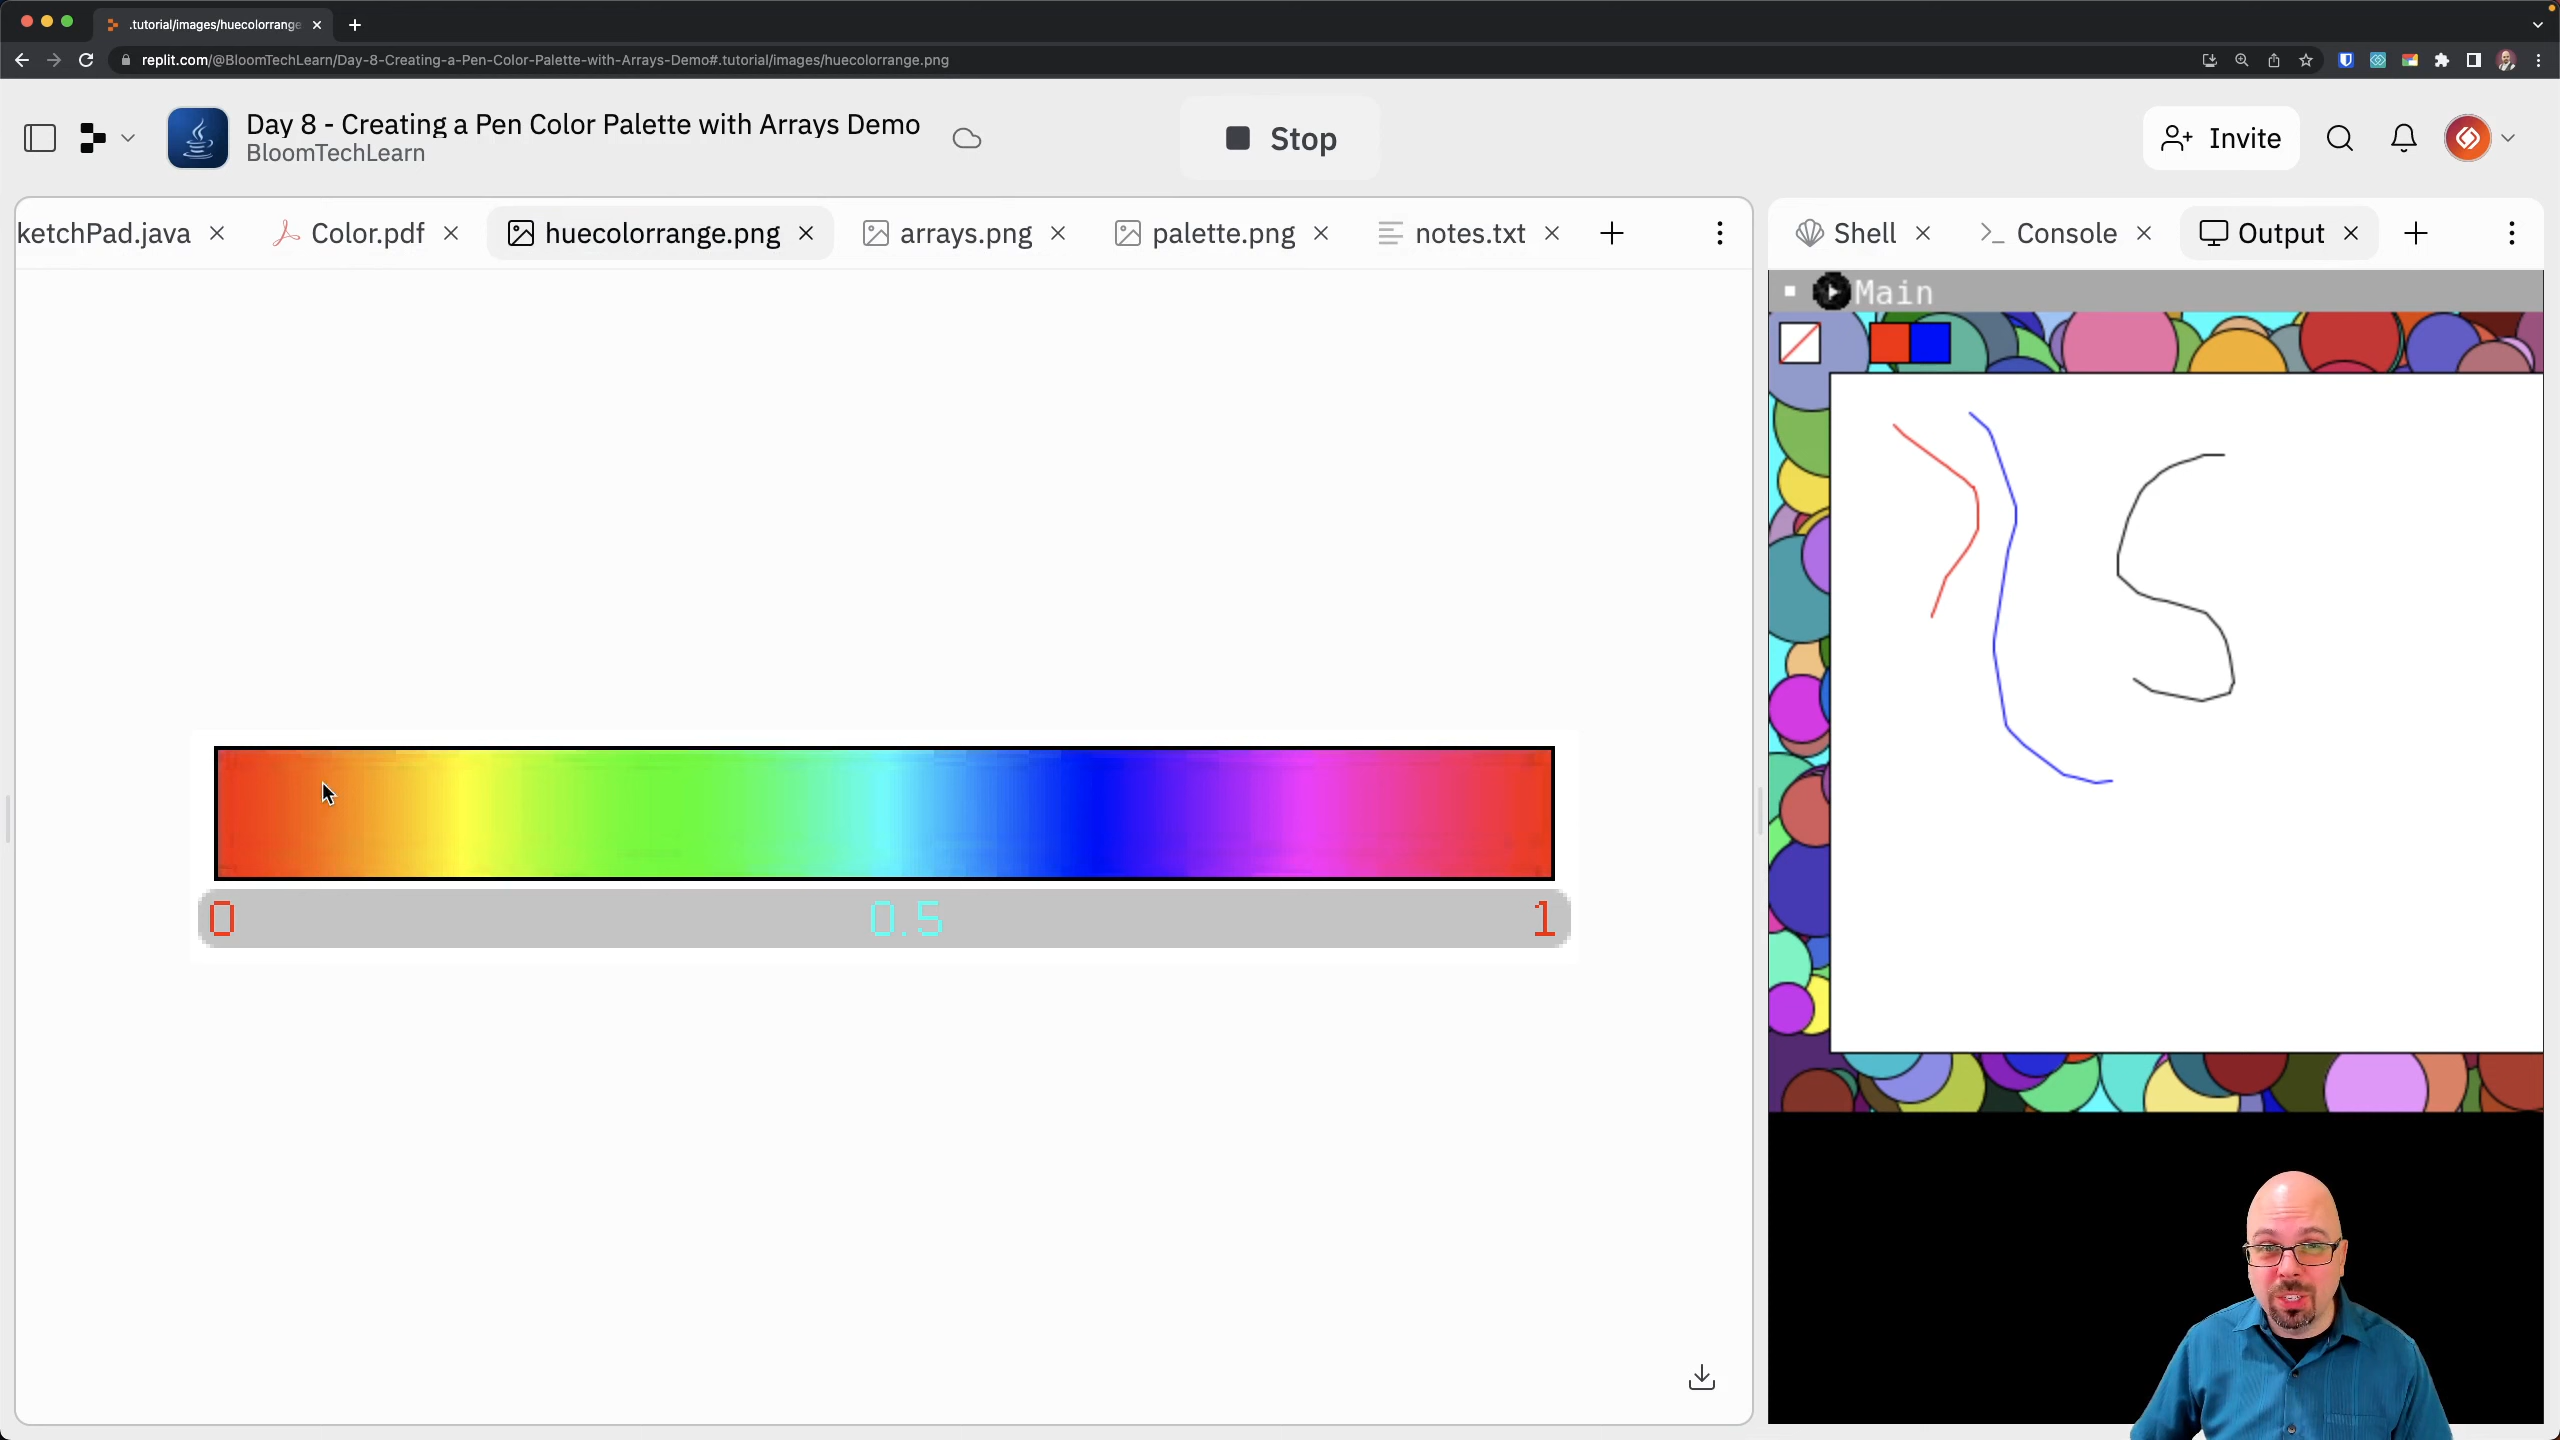 .tutorial/images/huecolorrange
replit.com/@BloomTechLearn/Day-8-Creating-a-Pen-Color-Palette-with-Arrays-Demo#.tutorial/images/huecolorrange.png
Day 8 - Creating a Pen Color Palette with Arrays Demo
BloomTechLearn
Stop
Invite
ketchPad.java
Color.pdf
huecolorrange.png
arrays.png
palette.png
notes.txt
Shell
Console
Output
Main
0
0.5
1